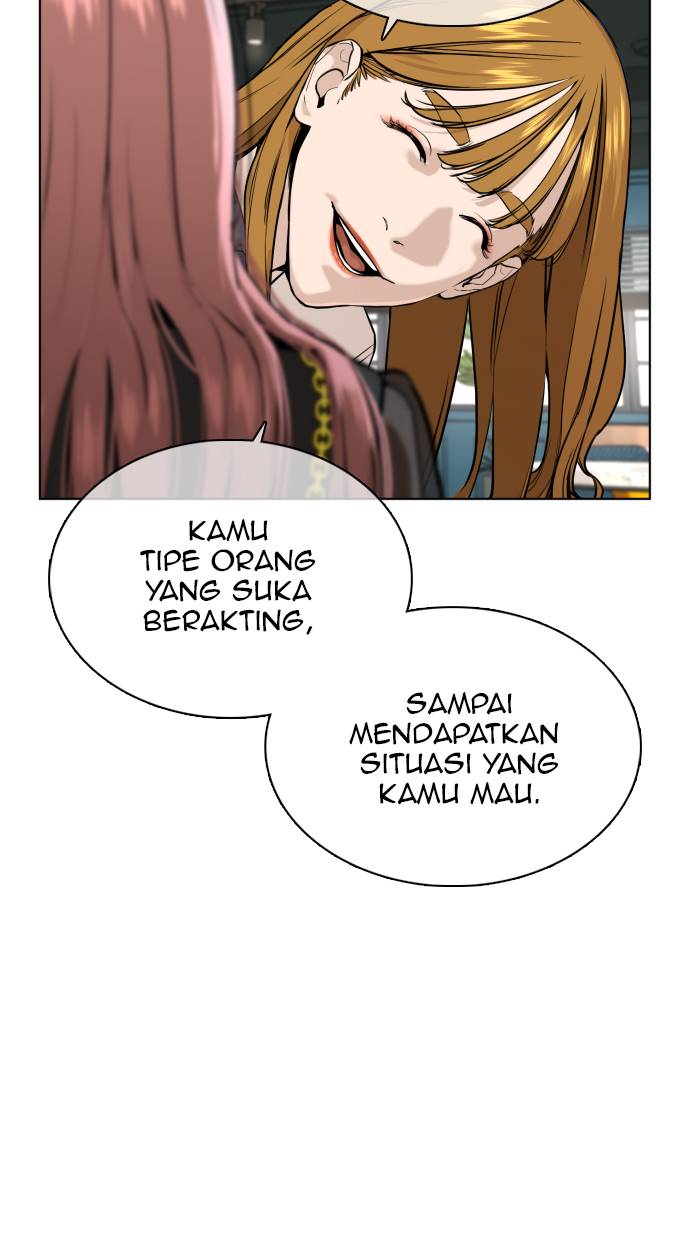 KAMU
TIPE ORANG
YANG SUKA
BERAKTING,
SAMPAI
MENDAPATKAN
SITUASI YANG
KAMU MAU.